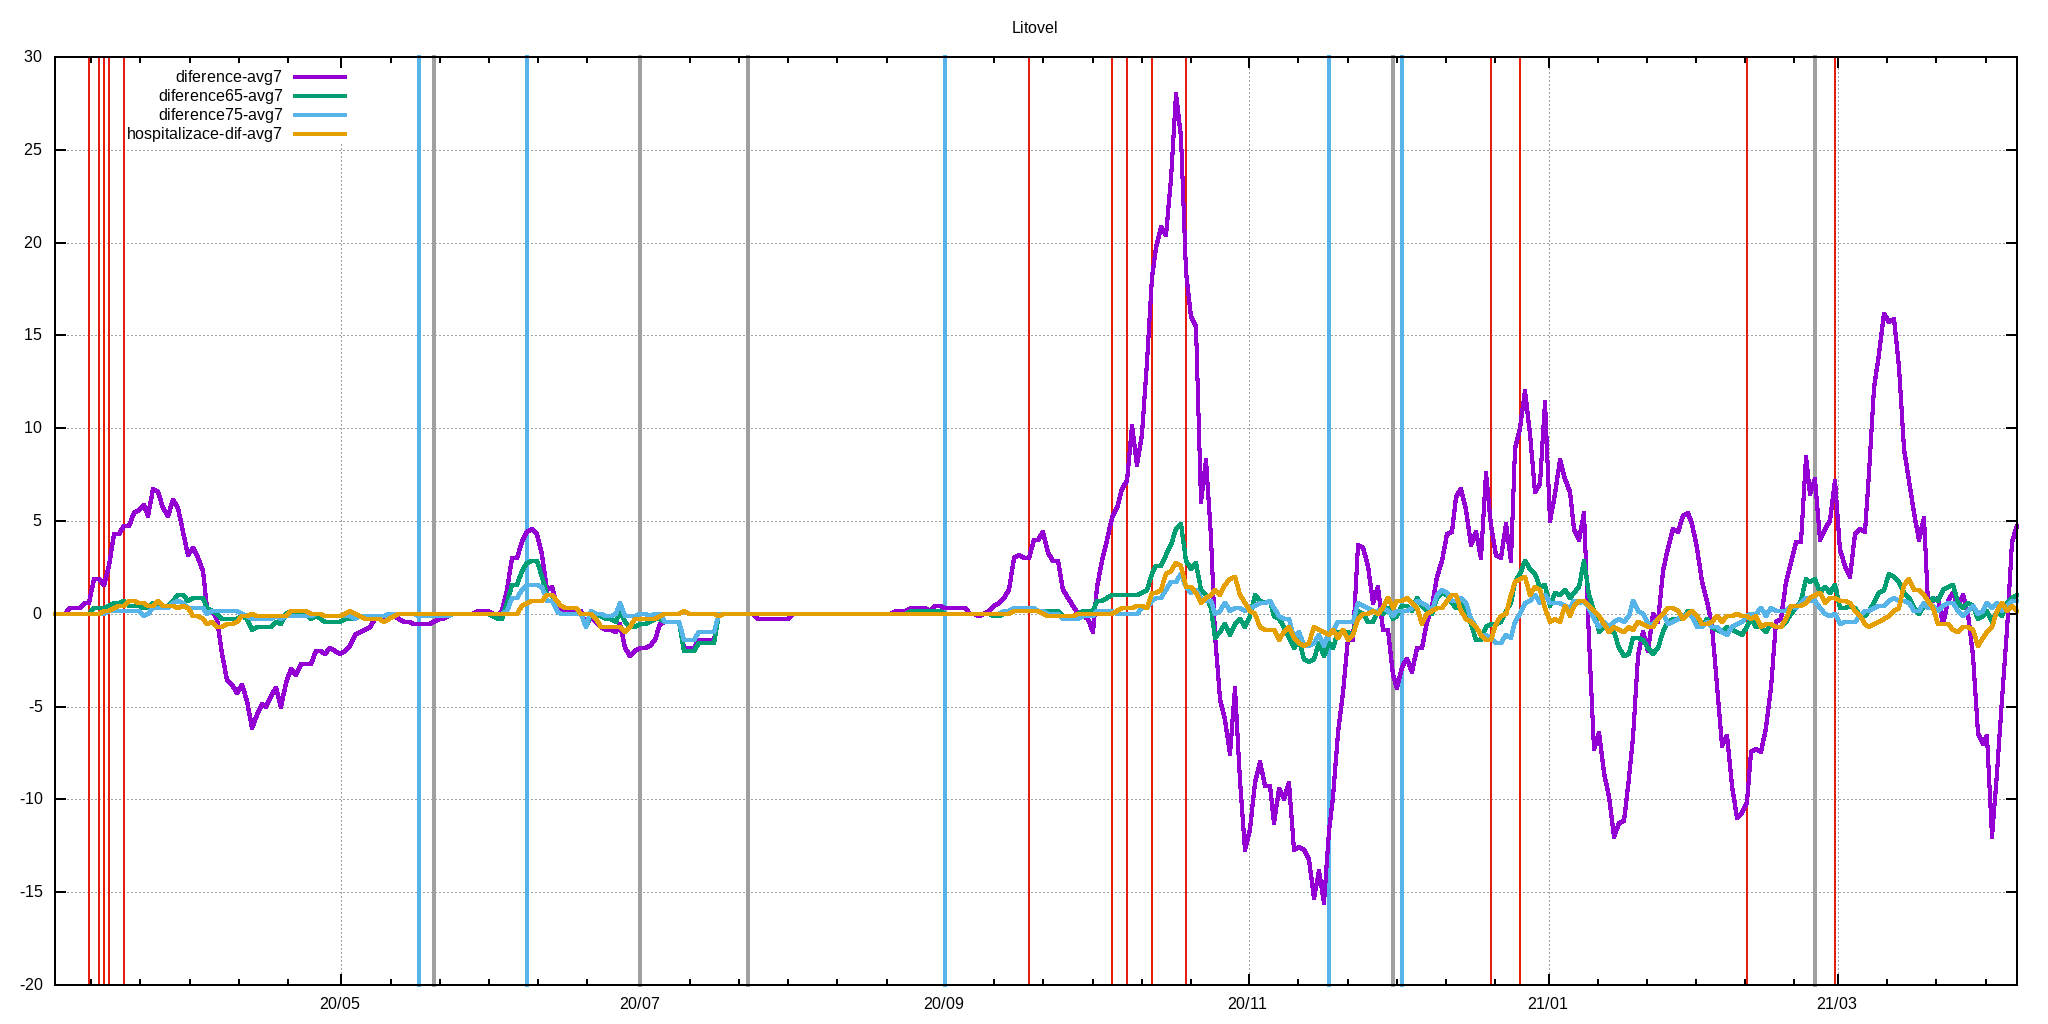 Litovel
30
diference-avg7
diference65-avg7
diference75-avg7
hospitalizace-dif-avg7
25
20
15
10
5
0
-5
-10
-15
-20
20/05 20/07 20/09 20/11 21/01 21/03